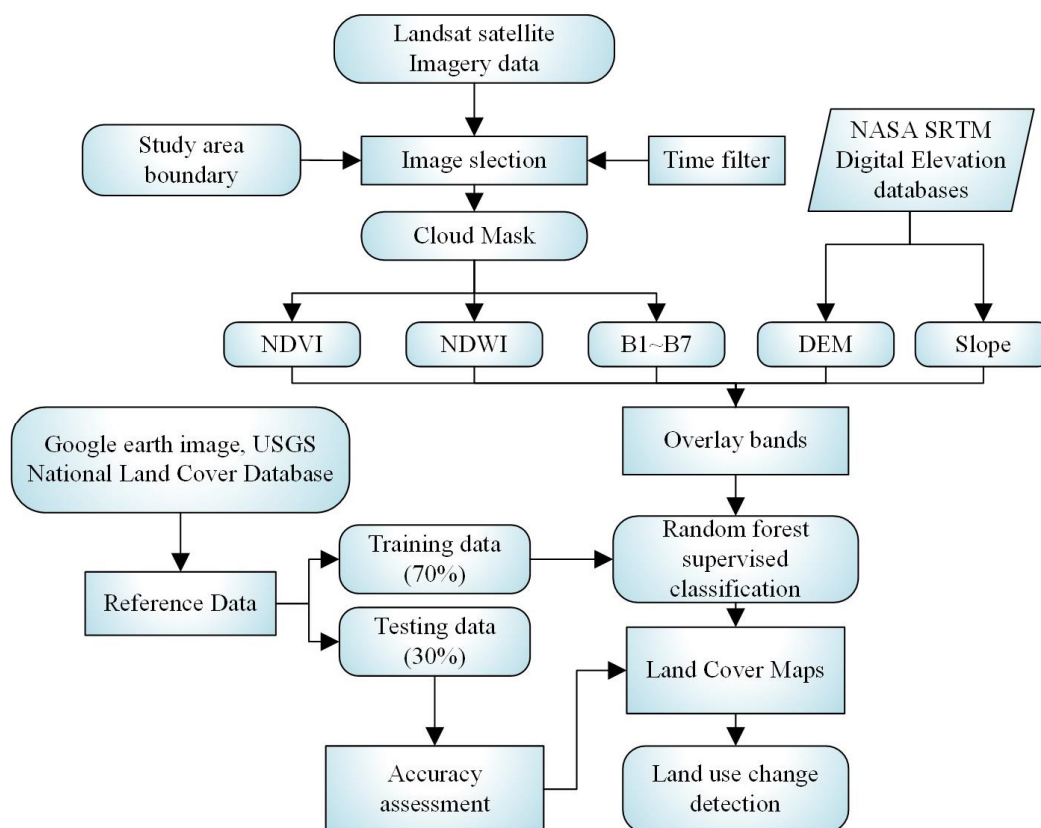 Landsat satellite
Imagery data
Study area
boundary
Image slection
Time filter
NASA SRTM
Digital Elevation
databases
Cloud Mask
NDVI
NDWI
B1~B7
DEM
Slope
Google earth image, USGS
National Land Cover Database
Overlay bands
Training data
(70%)
Random forest
supervised
classification
Reference Data
Testing data
(30%)
Land Cover Maps
Accuracy
assessment
Land use change
detection